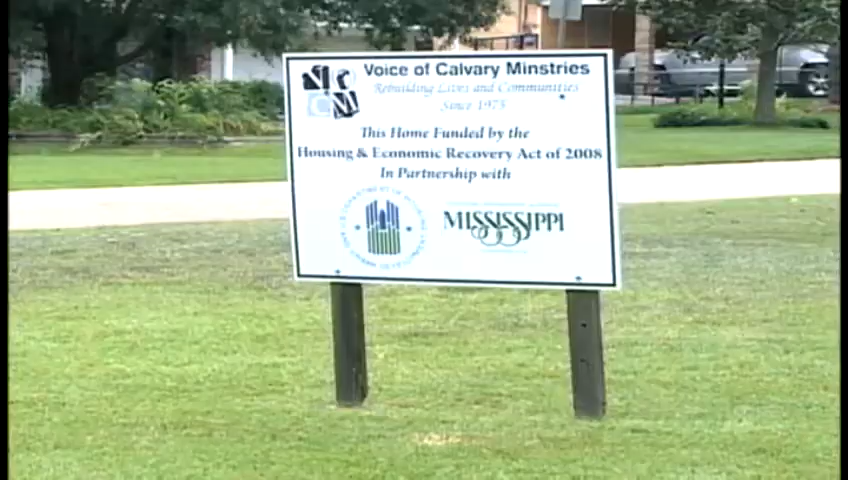 VOCM
Voice of Calvary Minstries
Rebuilding Lives and Communities
Since 1975
This Home Funded by the
Housing & Economic Recovery Act of 2008
In Partnership with
MISSISSIPPI